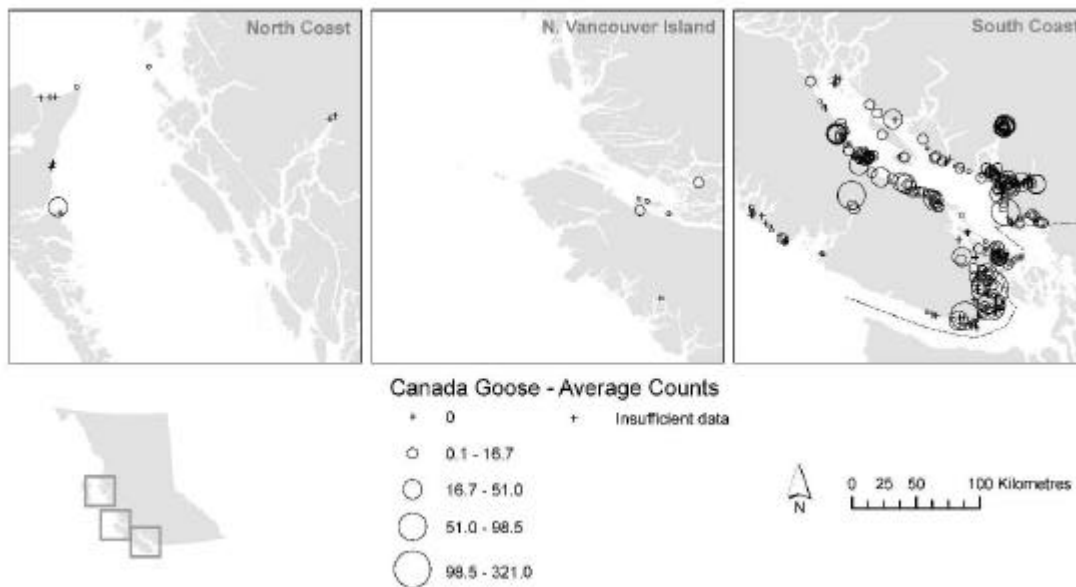 North Coast
N. Vancouver Island
South Coast
Canada Goose - Average Counts
0
Insufficient data
0.1 - 16.7
16.7 - 51.0
51.0 - 98.5
98.5 - 321.0
N
0 25 50 100 Kilometres